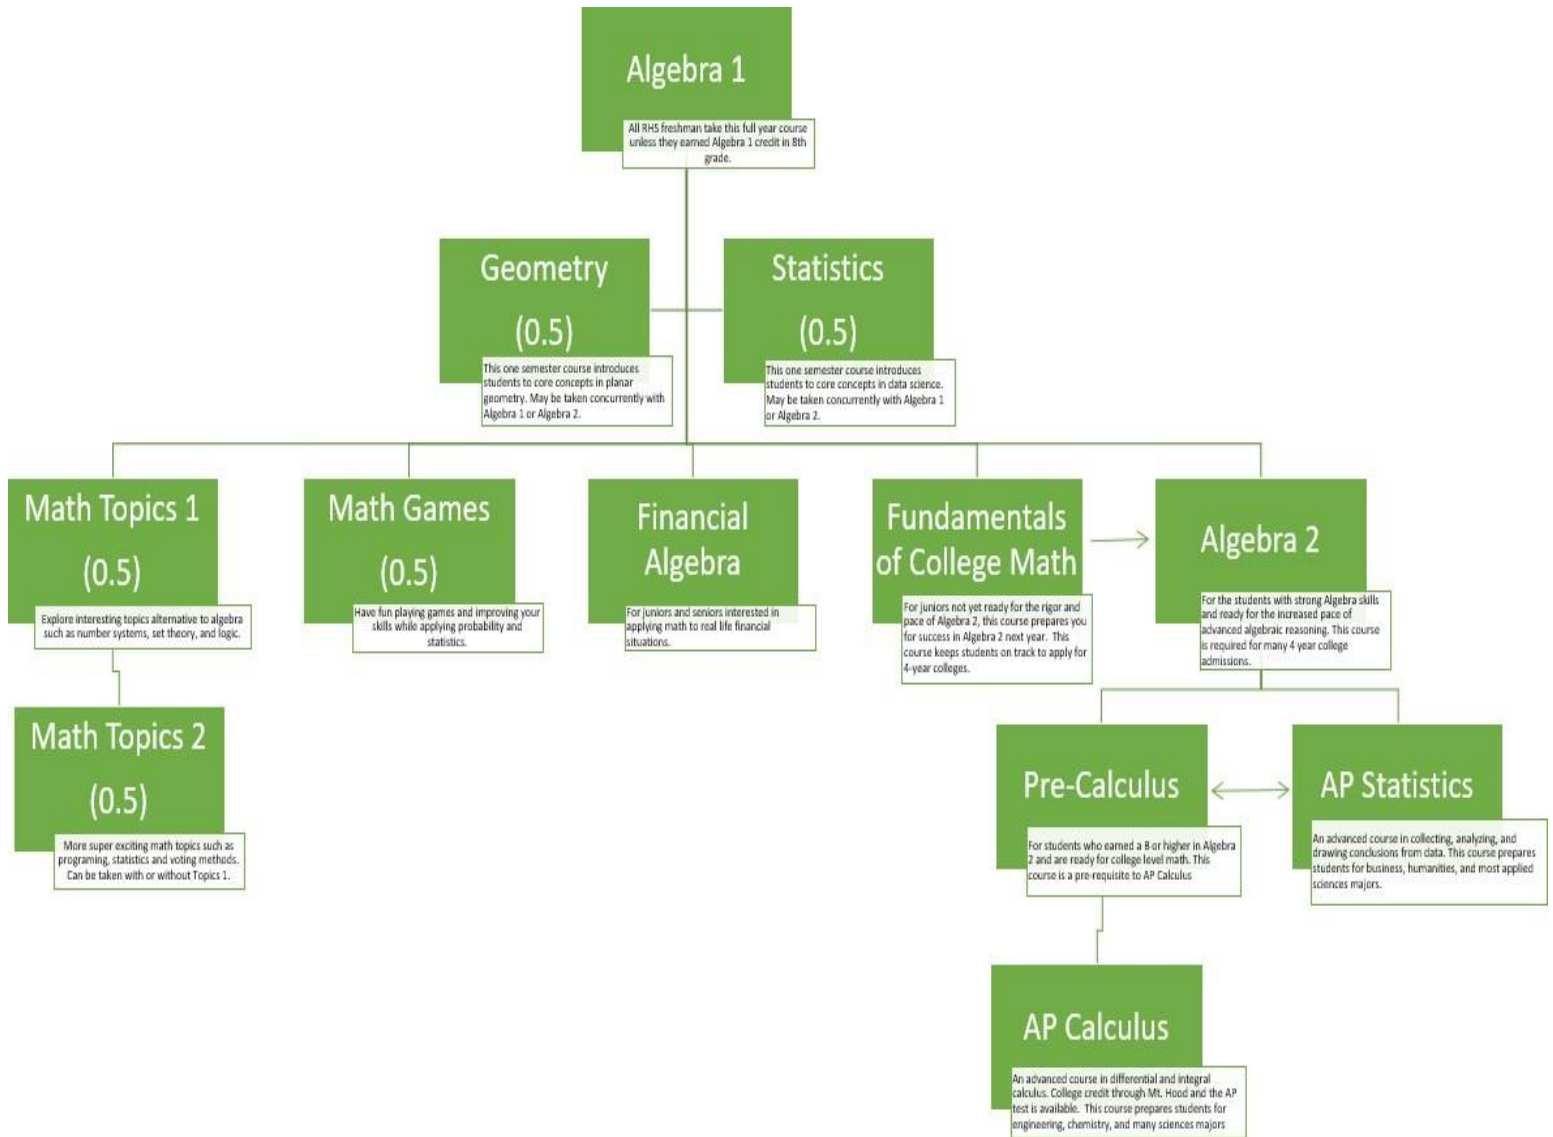 Algebra 1
All RHS freshman take this full year course
unless they earned Algebra 1 credit in 8th
grade.
Geometry
(0.5)
This one semester course introduces
students to core concepts in planar
geometry. May be taken concurrently with
Algebra 1 or Algebra 2.
Statistics
(0.5)
This one semester course introduces
students to core concepts in data science.
May be taken concurrently with Algebra 1
or Algebra 2.
Math Topics 1
(0.5)
Explore interesting topics alternative to algebra
such as number systems, set theory, and logic.
Math Games
(0.5)
Have fun playing games and improving your
skills while applying probability and
statistics.
Financial
Algebra
For juniors and seniors interested in
applying math to real life financial
situations.
Fundamentals
of College Math
For juniors not yet ready for the rigor and
pace of Algebra 2, this course prepares you
for success in Algebra 2 next year. This
course keeps students on track to apply for
4-year colleges.
Algebra 2
For the students with strong Algebra skills
and ready for the increased pace of
advanced algebraic reasoning. This course
is required for many 4 year college
admissions.
Math Topics 2
(0.5)
More super exciting math topics such as
programing, statistics and voting methods.
Can be taken with or without Topics 1.
Pre-Calculus
For students who earned a B or higher in Algebra
2 and are ready for college level math. This
course is a pre-requisite to AP Calculus
AP Statistics
An advanced course in collecting, analyzing, and
drawing conclusions from data. This course prepares
students for business, humanities, and most applied
sciences majors.
AP Calculus
An advanced course in differential and integral
calculus. College credit through Mt. Hood and the AP
test is available. This course prepares students for
engineering, chemistry, and many sciences majors